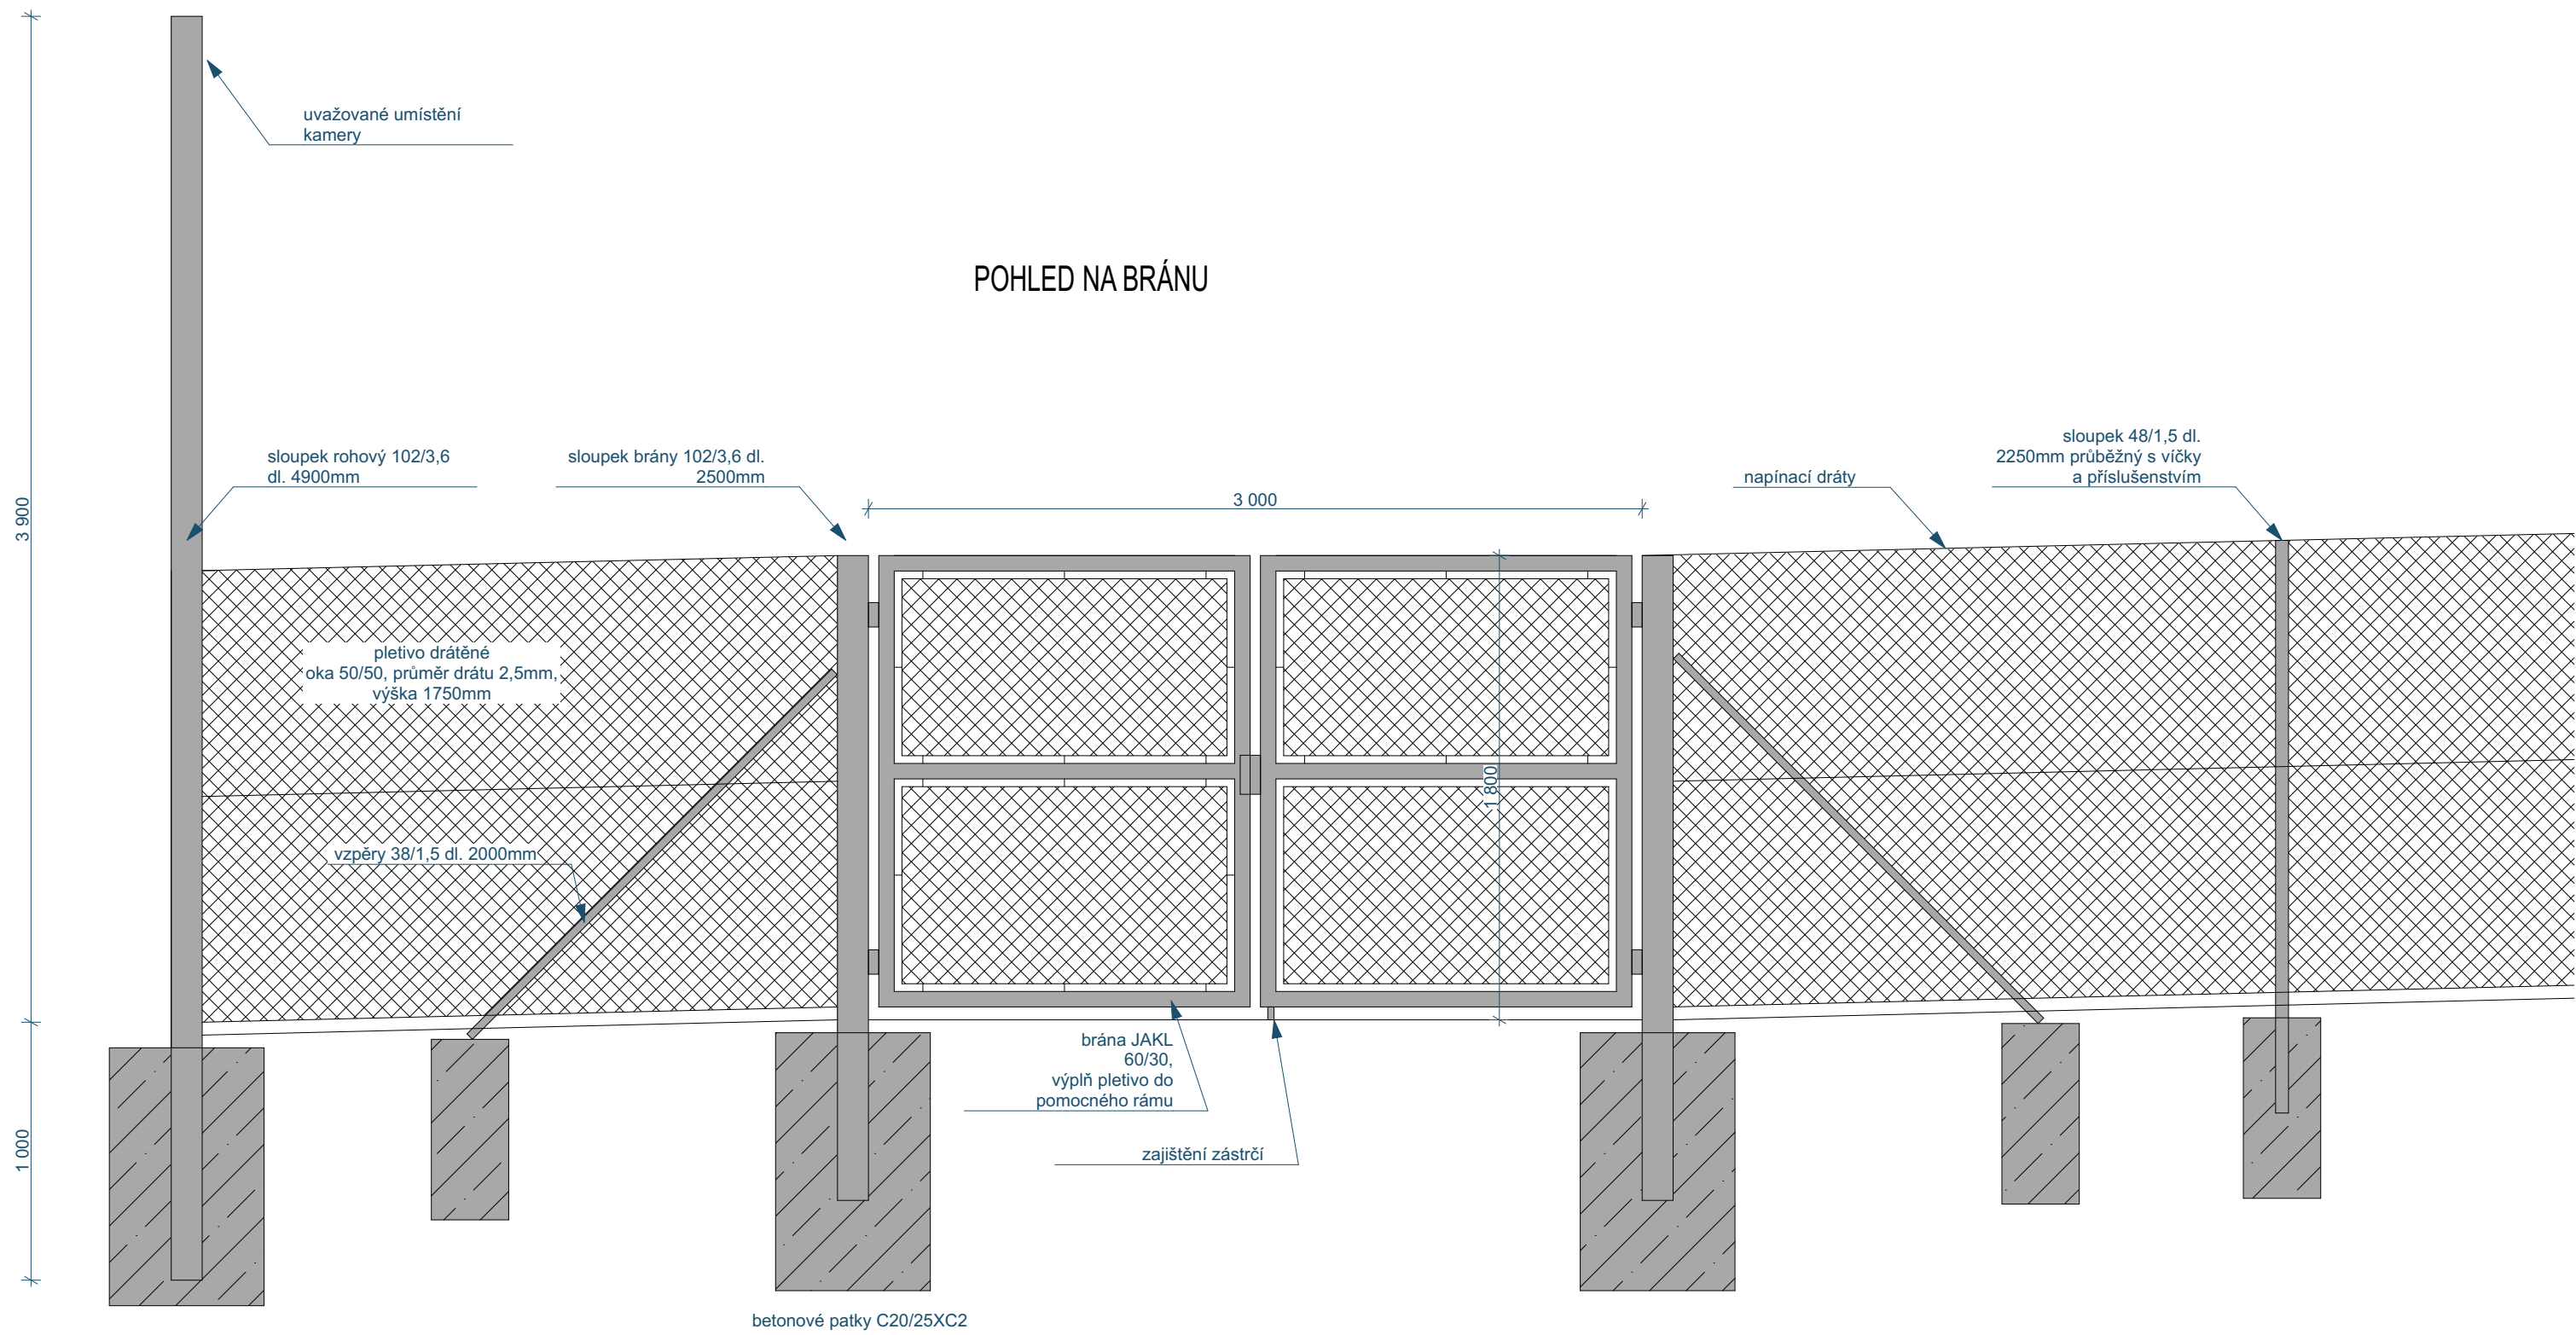 uvažované umístění
kamery
POHLED NA BRÁNU
sloupek rohový 102/3,6
dl. 4900mm
sloupek brány 102/3,6 dl.
2500mm
3 000
napínací dráty
sloupek 48/1,5 dl.
2250mm průběžný s víčky
a příslušenstvím
3 900
pletivo drátěné
oka 50/50, průměr drátu 2,5mm,
výška 1750mm
1 800
vzpěry 38/1,5 dl. 2000mm
brána JAKL
60/30,
výplň pletivo do
pomocného rámu
zajištění zástrčí
1 000
betonové patky C20/25XC2